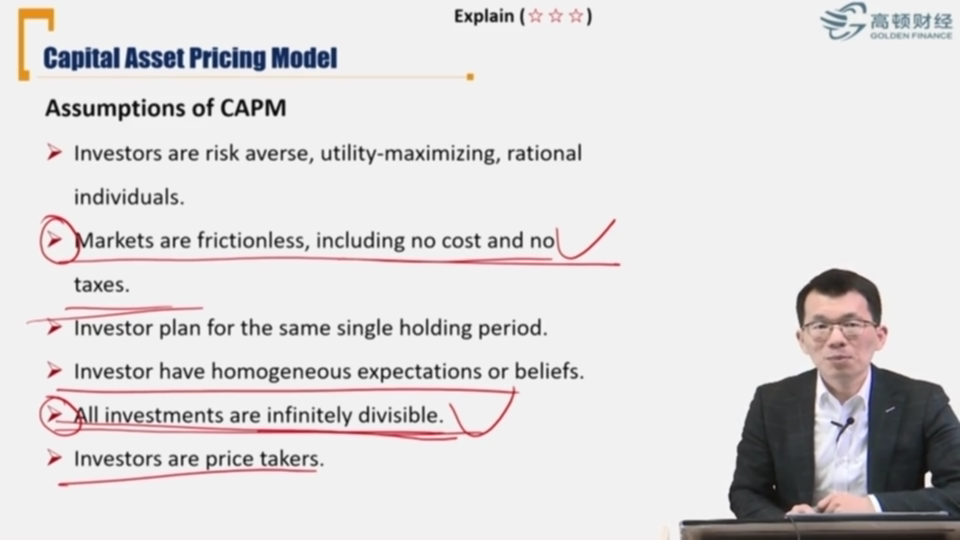 Explain (☆ ☆ ☆)
高顿财经
GOLDEN FINANCE
Capital Asset Pricing Model
Assumptions of CAPM
➢ Investors are risk averse, utility-maximizing, rational
individuals.
➢ Markets are frictionless, including no cost and no
taxes.
➢ Investor plan for the same single holding period.
➢ Investor have homogeneous expectations or beliefs.
➢ All investments are infinitely divisible.
➢ Investors are price takers.